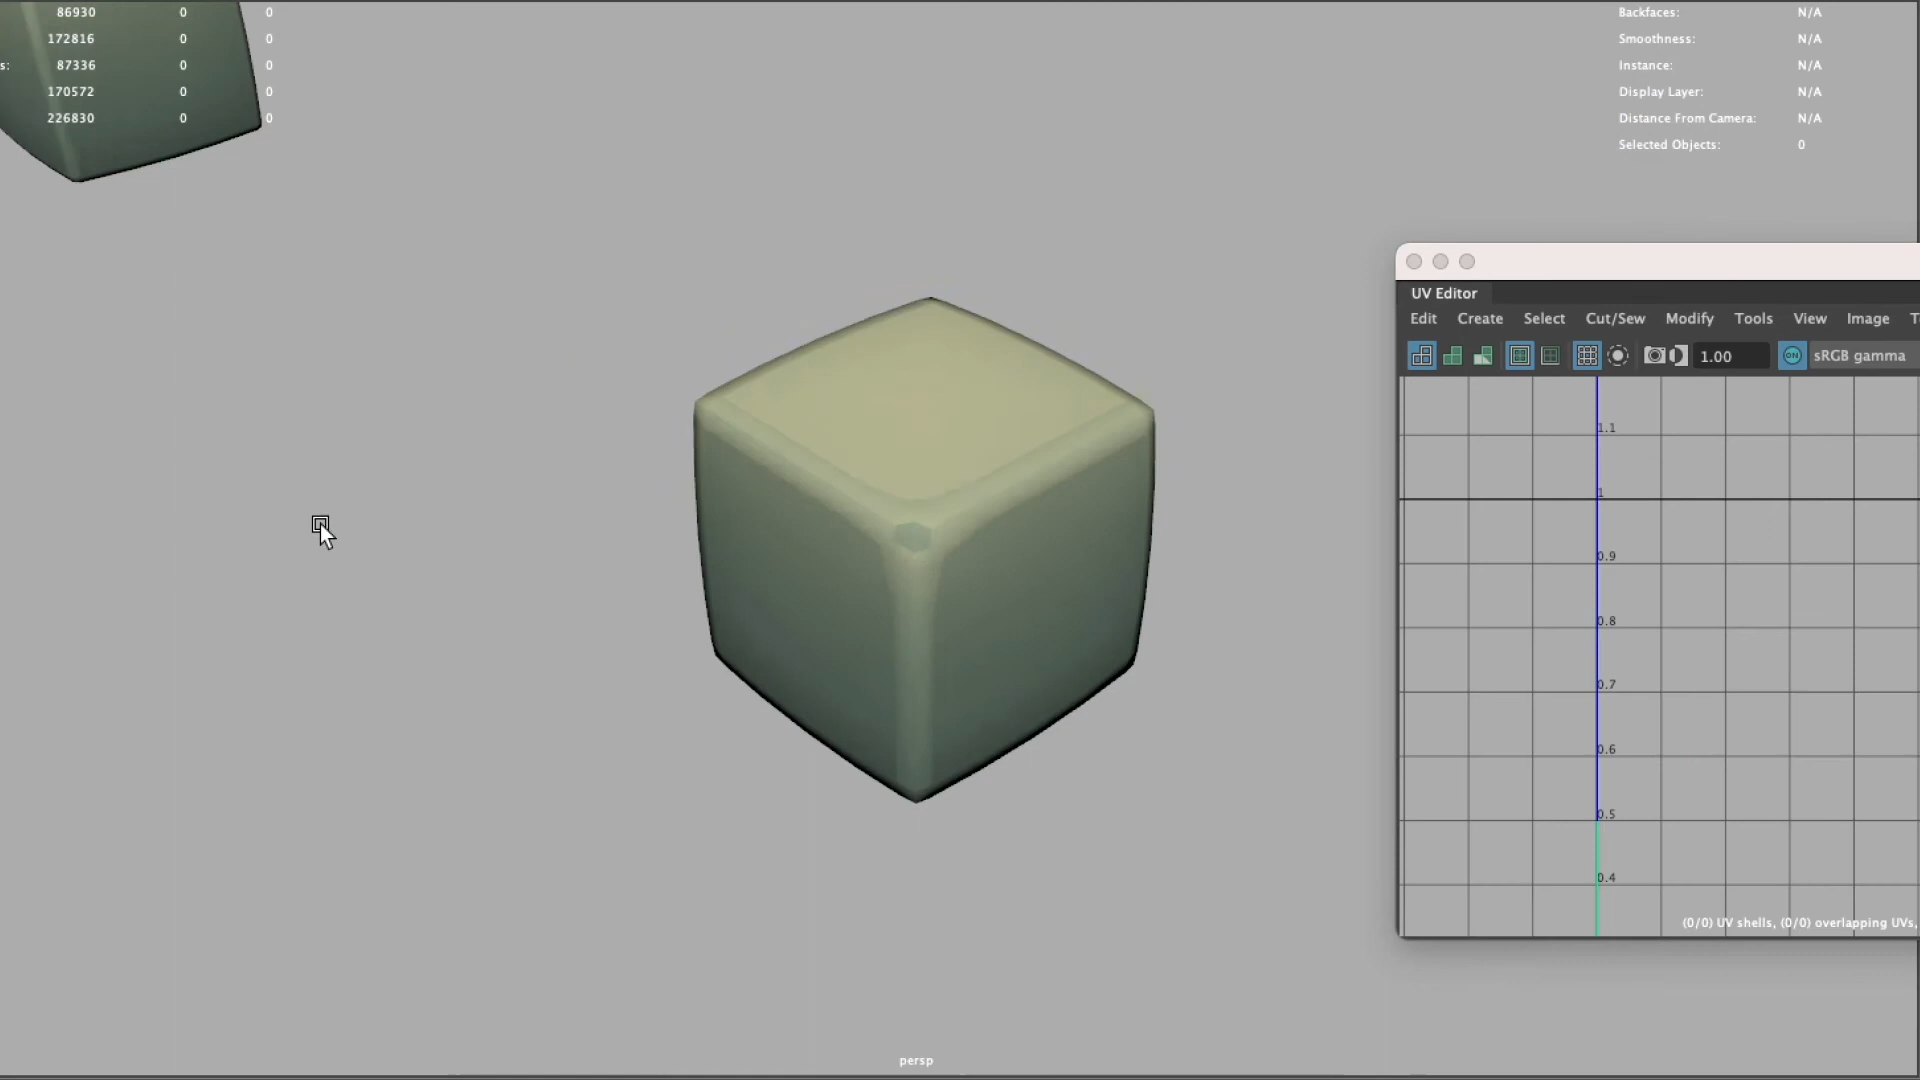 86930 0 0
172816 0 0
s: 87336 0 0
170572 0 0
226830 0 0
Backfaces: N/A
Smoothness: N/A
Instance: N/A
Display Layer: N/A
Distance From Camera: N/A
Selected Objects: 0
UV Editor
Edit Create Select Cut/Sew Modify Tools View Image T
1.00 ON sRGB gamma
1.1
1
0.9
0.8
0.7
0.6
0.5
0.4
(0/0) UV shells, (0/0) overlapping UVs,
persp